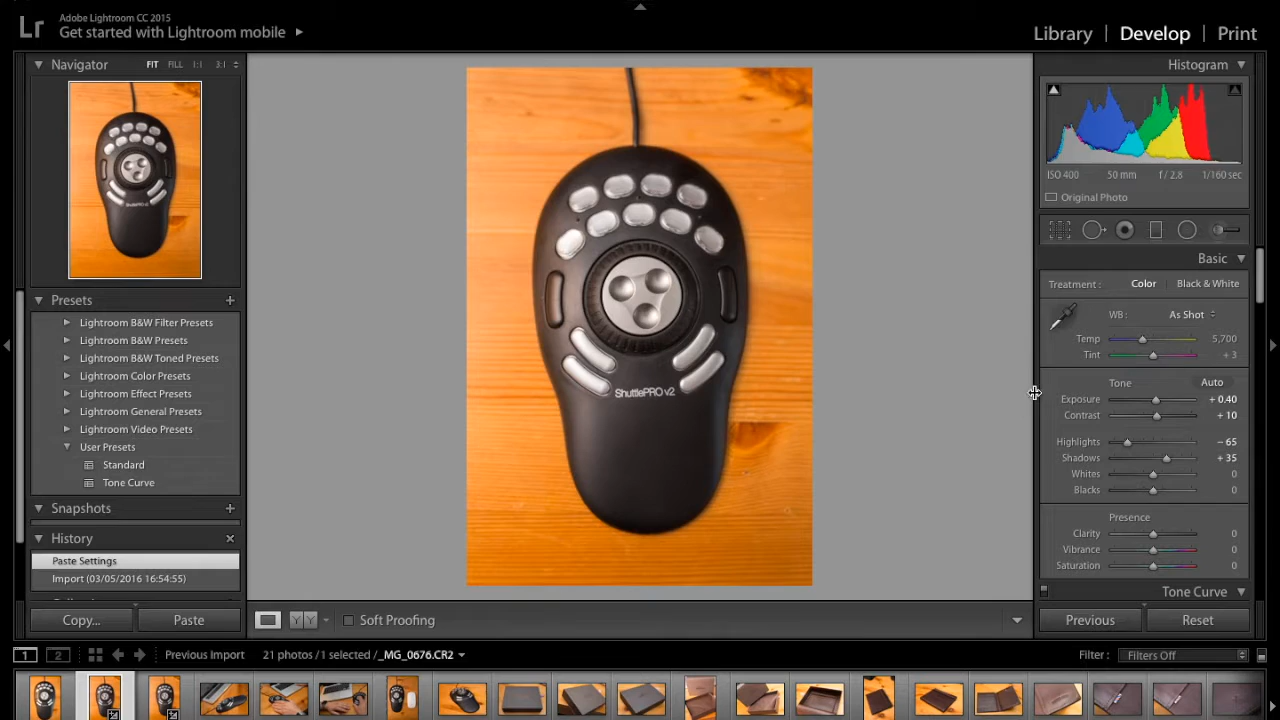 Lr
Adobe Lightroom CC 2015
Get started with Lightroom mobile
Library | Develop | Print
Navigator FIT FILL 1:1 3:1
Histogram
ISO 400 50 mm f / 2.8 1/160 sec
Original Photo
Basic
Treatment : Color Black & White
WB : As Shot
Temp 5,700
Tint + 3
Tone Auto
Exposure + 0.40
Contrast + 10
Highlights − 65
Shadows + 35
Whites 0
Blacks 0
Presence
Clarity 0
Vibrance 0
Saturation 0
Tone Curve
Previous Reset
Presets
Lightroom B&W Filter Presets
Lightroom B&W Presets
Lightroom B&W Toned Presets
Lightroom Color Presets
Lightroom Effect Presets
Lightroom General Presets
Lightroom Video Presets
User Presets
Standard
Tone Curve
Snapshots
History
Paste Settings
Import (03/05/2016 16:54:55)
Copy... Paste
ShuttlePRO v2
YY Soft Proofing
1 2 Previous Import 21 photos /1 selected /_MG_0676.CR2
Filter : Filters Off